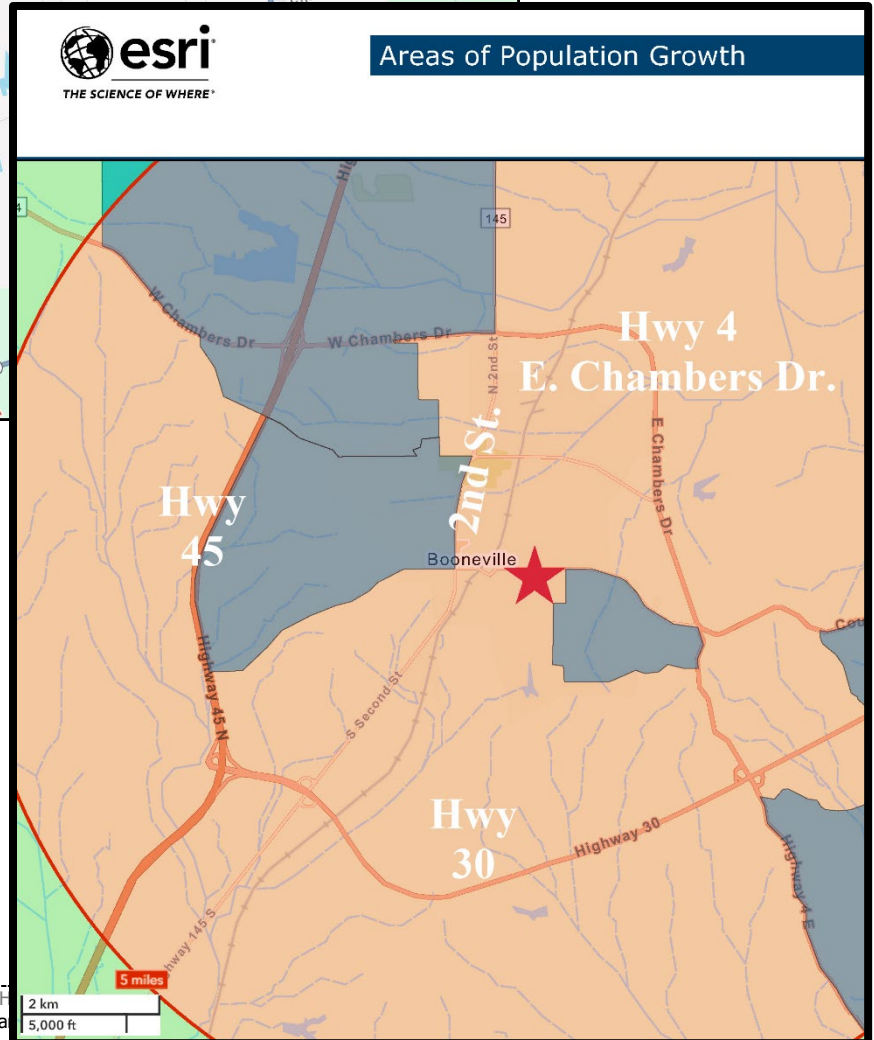 esri
THE SCIENCE OF WHERE®
Areas of Population Growth
4
145
W Chambers Dr
W Chambers Dr
N 2nd St
Hwy 4
E. Chambers Dr.
E Chambers Dr
2nd St.
Hwy
45
Booneville
Highway 45 N
S Second St
Hwy
30
Highway 30
Highway 4 E
5 miles
2 km
5,000 ft